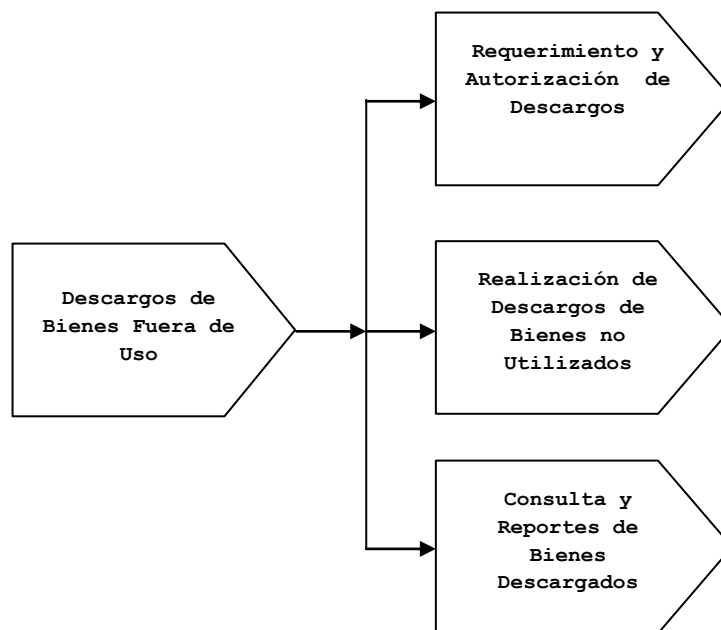 Requerimiento y
Autorización de
Descargos
Descargos de
Bienes Fuera de
Uso
Realización de
Descargos de
Bienes no
Utilizados
Consulta y
Reportes de
Bienes
Descargados